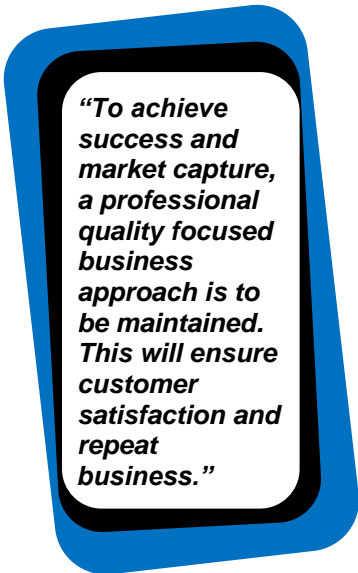 “To achieve
success and
market capture,
a professional
quality focused
business
approach is to
be maintained.
This will ensure
customer
satisfaction and
repeat
business.”